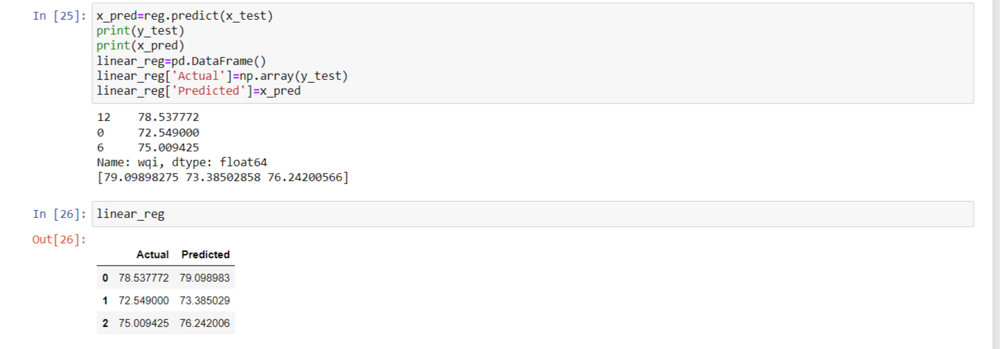 In [25]: x_pred=reg.predict(x_test)
print(y_test)
print(x_pred)
linear_reg=pd.DataFrame()
linear_reg['Actual']=np.array(y_test)
linear_reg['Predicted']=x_pred
12 78.537772
0 72.549000
6 75.009425
Name: wqi, dtype: float64
[79.09898275 73.38502858 76.24200566]
In [26]: linear_reg
Out[26]:
Actual Predicted
0 78.537772 79.098983
1 72.549000 73.385029
2 75.009425 76.242006